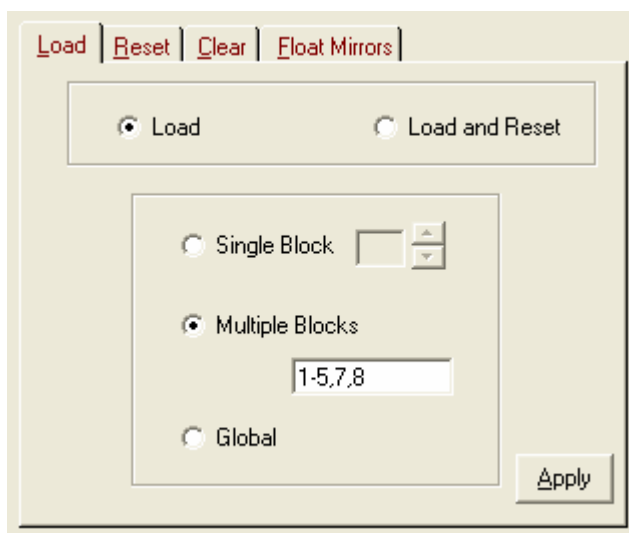 Load Reset Clear Float Mirrors
Load Load and Reset
Single Block
Multiple Blocks
1-5,7,8
Global
Apply